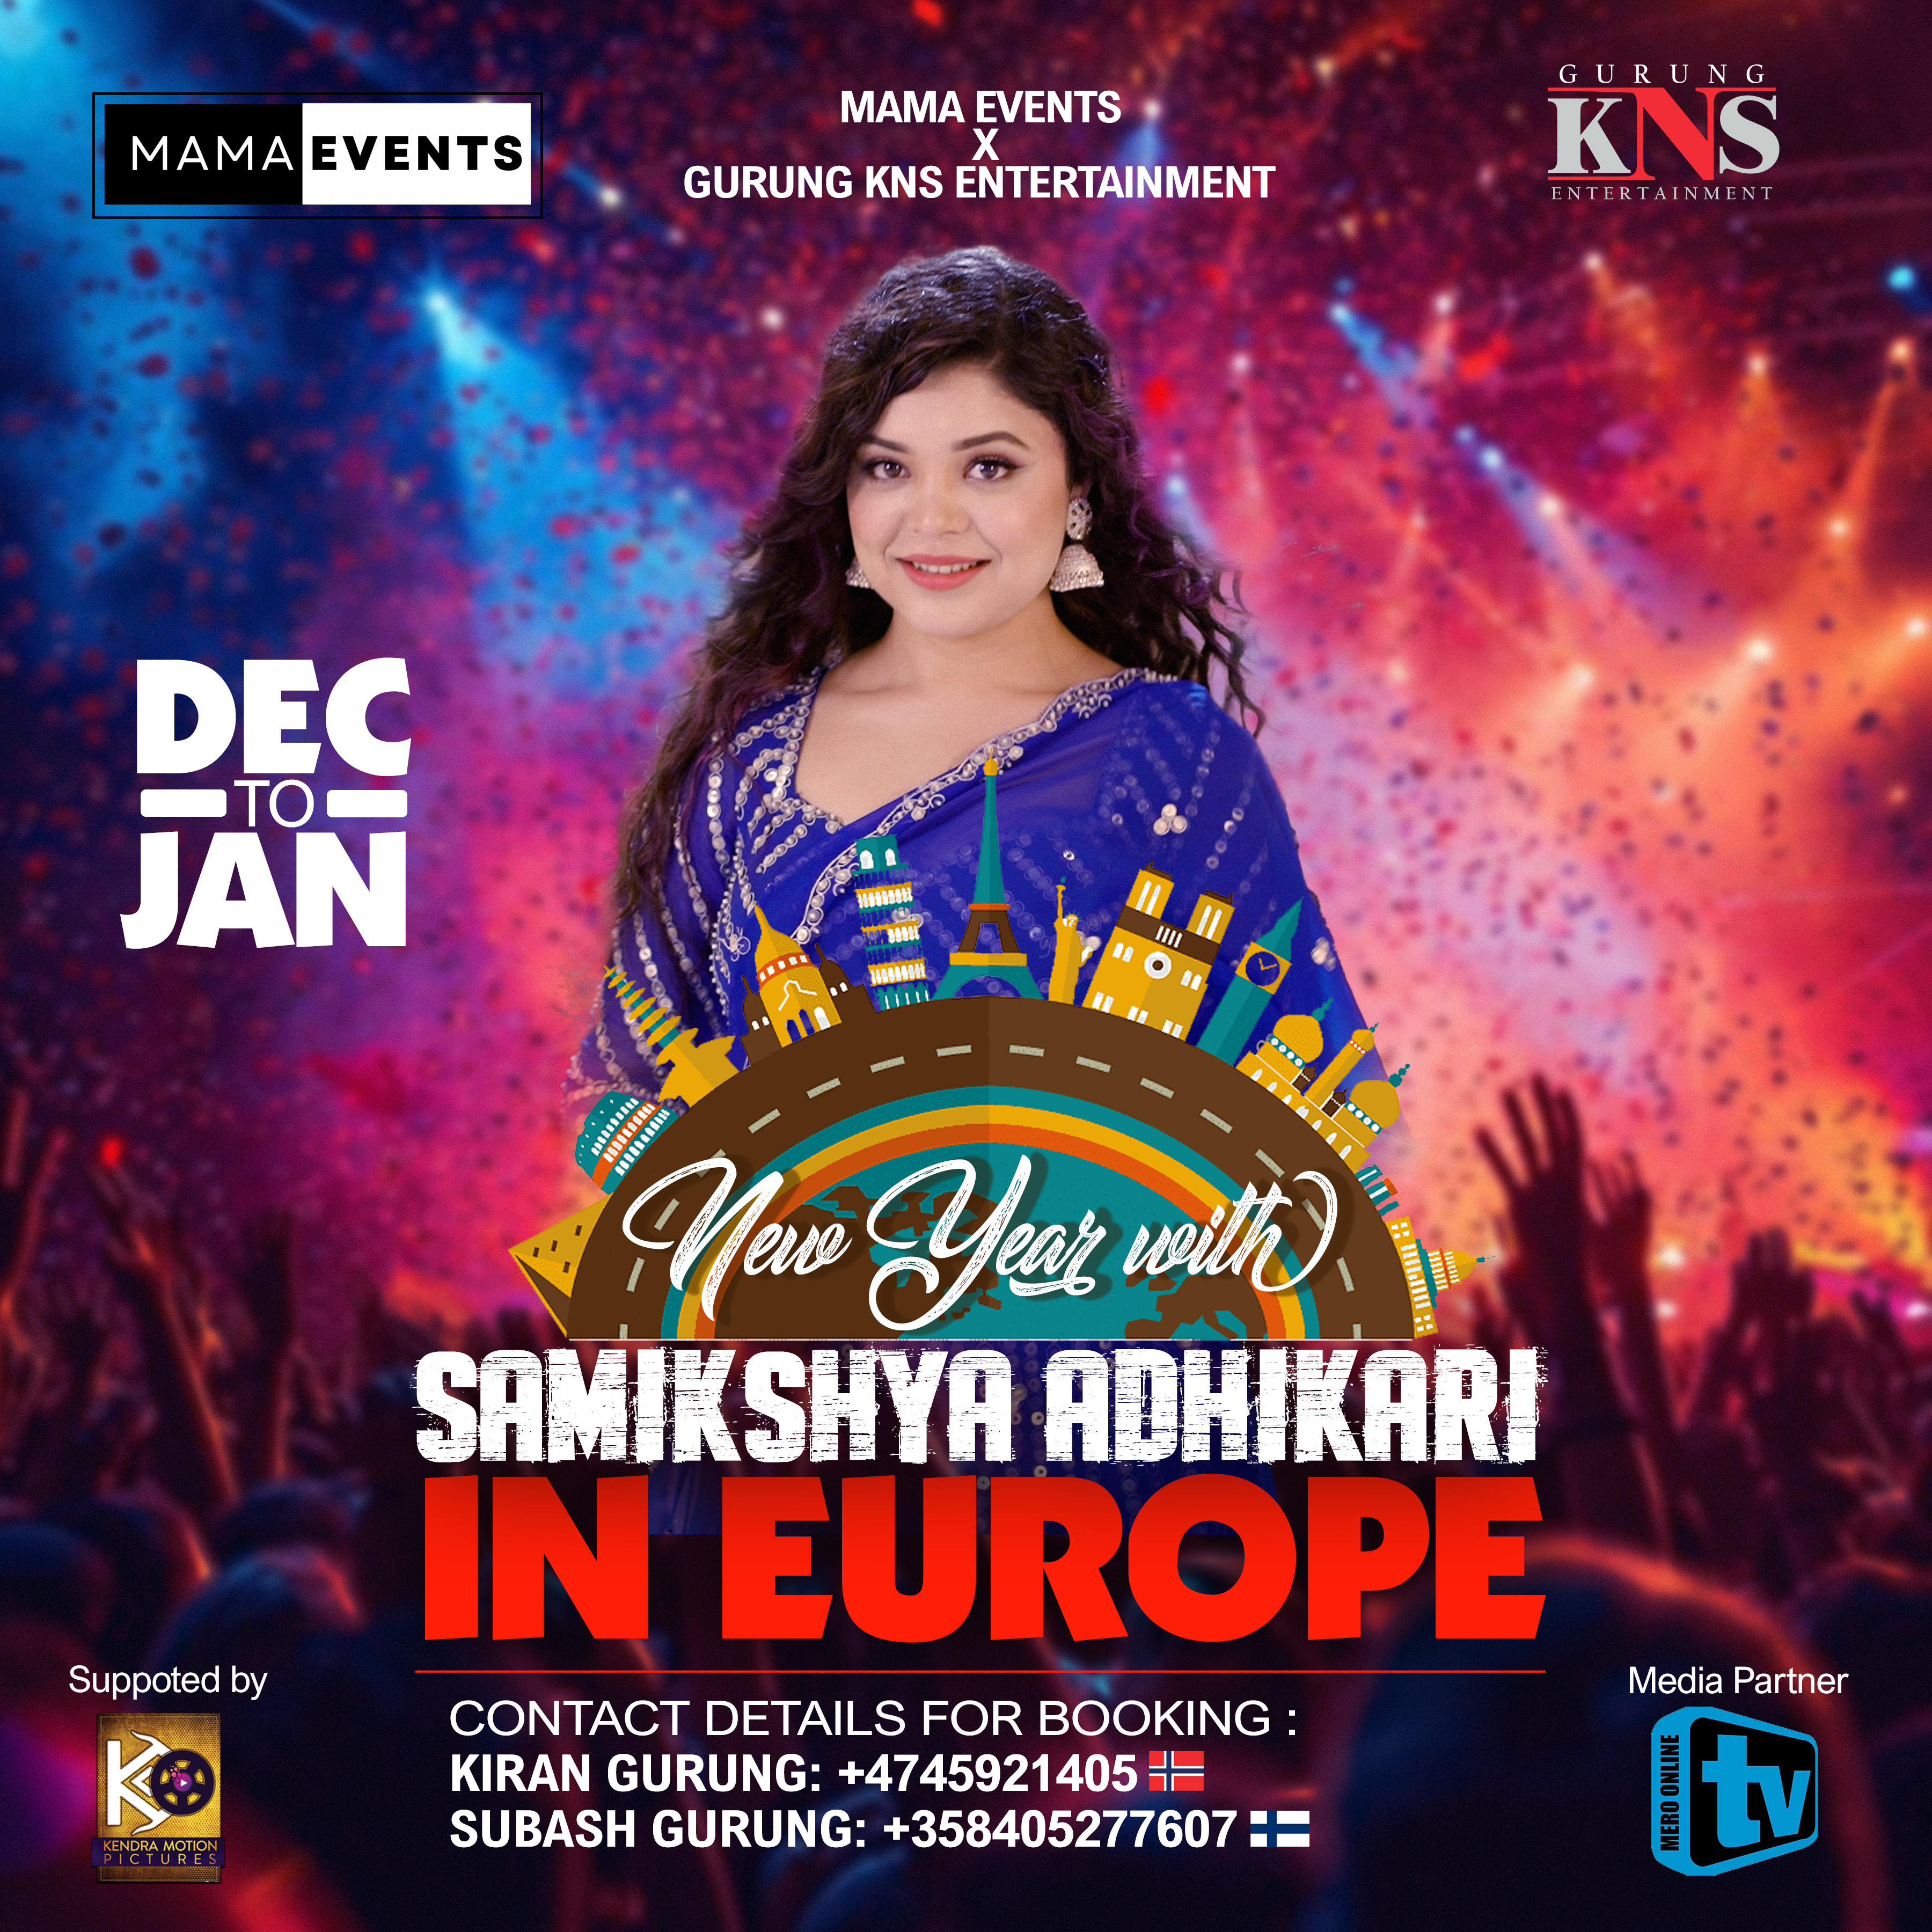 MAMA EVENTS
MAMA EVENTS
X
GURUNG KNS ENTERTAINMENT
GURUNG
KNS
ENTERTAINMENT
DEC
TO
JAN
New Year with
SAMIKSHYA ADHIKARI
IN EUROPE
Suppoted by
KENDRA MOTION
PICTURES
CONTACT DETAILS FOR BOOKING :
KIRAN GURUNG: +4745921405
SUBASH GURUNG: +358405277607
Media Partner
MERO ONLINE
tv